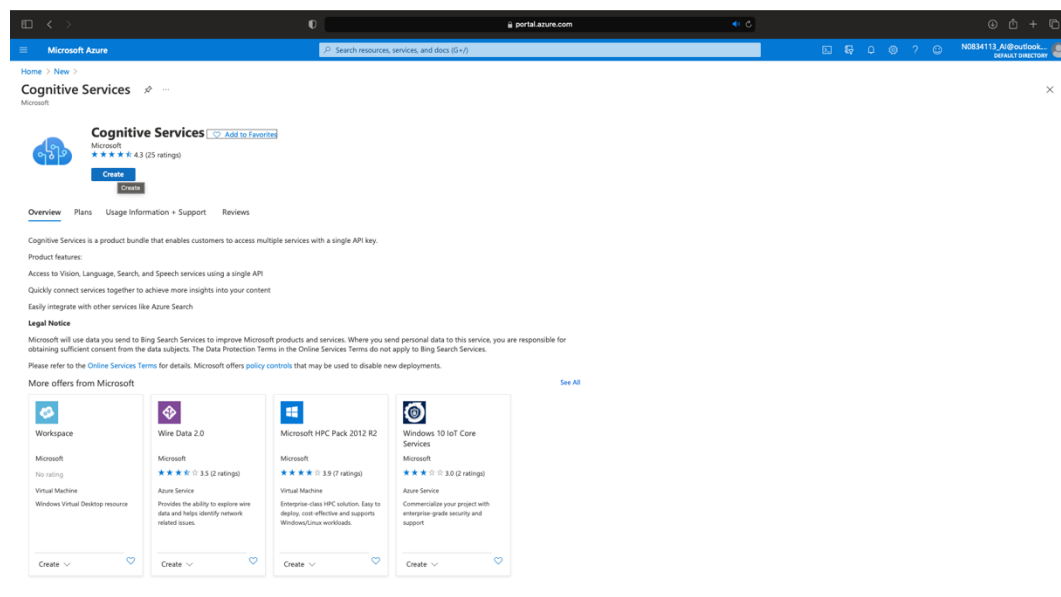 portal.azure.com
Microsoft Azure
Search resources, services, and docs (G+/)
N0834113_AI@outlook....
DEFAULT DIRECTORY
Home > New >
Cognitive Services ...
Microsoft
Cognitive Services Add to Favorites
Microsoft
4.3 (25 ratings)
Create
Create
Overview Plans Usage Information + Support Reviews
Cognitive Services is a product bundle that enables customers to access multiple services with a single API key.
Product features:
Access to Vision, Language, Search, and Speech services using a single API
Quickly connect services together to achieve more insights into your content
Easily integrate with other services like Azure Search
Legal Notice
Microsoft will use data you send to Bing Search Services to improve Microsoft products and services. Where you send personal data to this service, you are responsible for
obtaining sufficient consent from the data subjects. The Data Protection Terms in the Online Services Terms do not apply to Bing Search Services.
Please refer to the Online Services Terms for details. Microsoft offers policy controls that may be used to disable new deployments.
More offers from Microsoft See All
Workspace
Microsoft
No rating
Virtual Machine
Windows Virtual Desktop resource
Create
Wire Data 2.0
Microsoft
3.5 (2 ratings)
Azure Service
Provides the ability to explore wire
data and helps identify network
related issues.
Create
Microsoft HPC Pack 2012 R2
Microsoft
3.9 (7 ratings)
Virtual Machine
Enterprise-class HPC solution. Easy to
deploy, cost-effective and supports
Windows/Linux workloads.
Create
Windows 10 IoT Core
Services
Microsoft
3.0 (2 ratings)
Azure Service
Commercialize your project with
enterprise-grade security and
support
Create